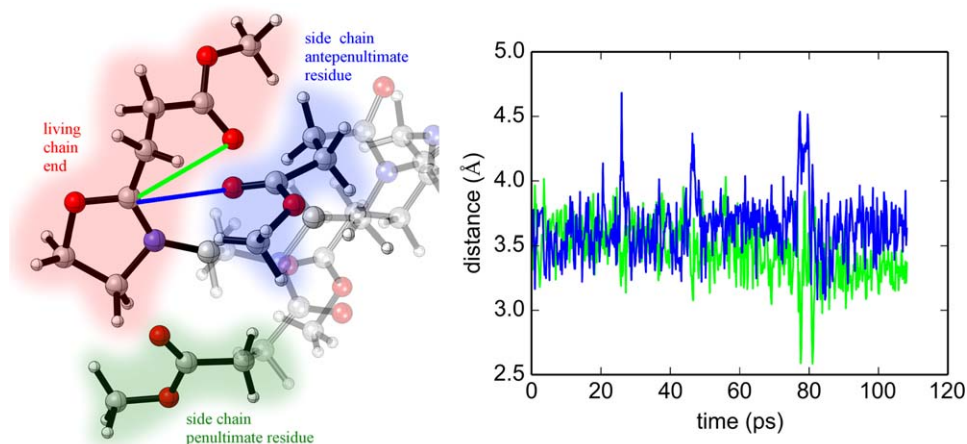 side chain
antepenultimate
residue
living
chain
end
side chain
penultimate residue
distance (Å)
5.0
4.5
4.0
3.5
3.0
2.5
0
20
40
60
80
100
120
time (ps)